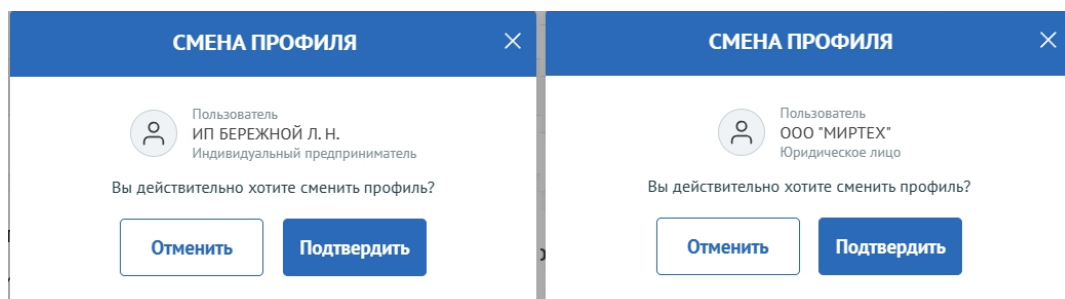 СМЕНА ПРОФИЛЯ
Пользователь
ИП БЕРЕЖНОЙ Л. Н.
Индивидуальный предприниматель
Вы действительно хотите сменить профиль?
Отменить
Подтвердить
СМЕНА ПРОФИЛЯ
Пользователь
ООО "МИРТЕХ"
Юридическое лицо
Вы действительно хотите сменить профиль?
Отменить
Подтвердить